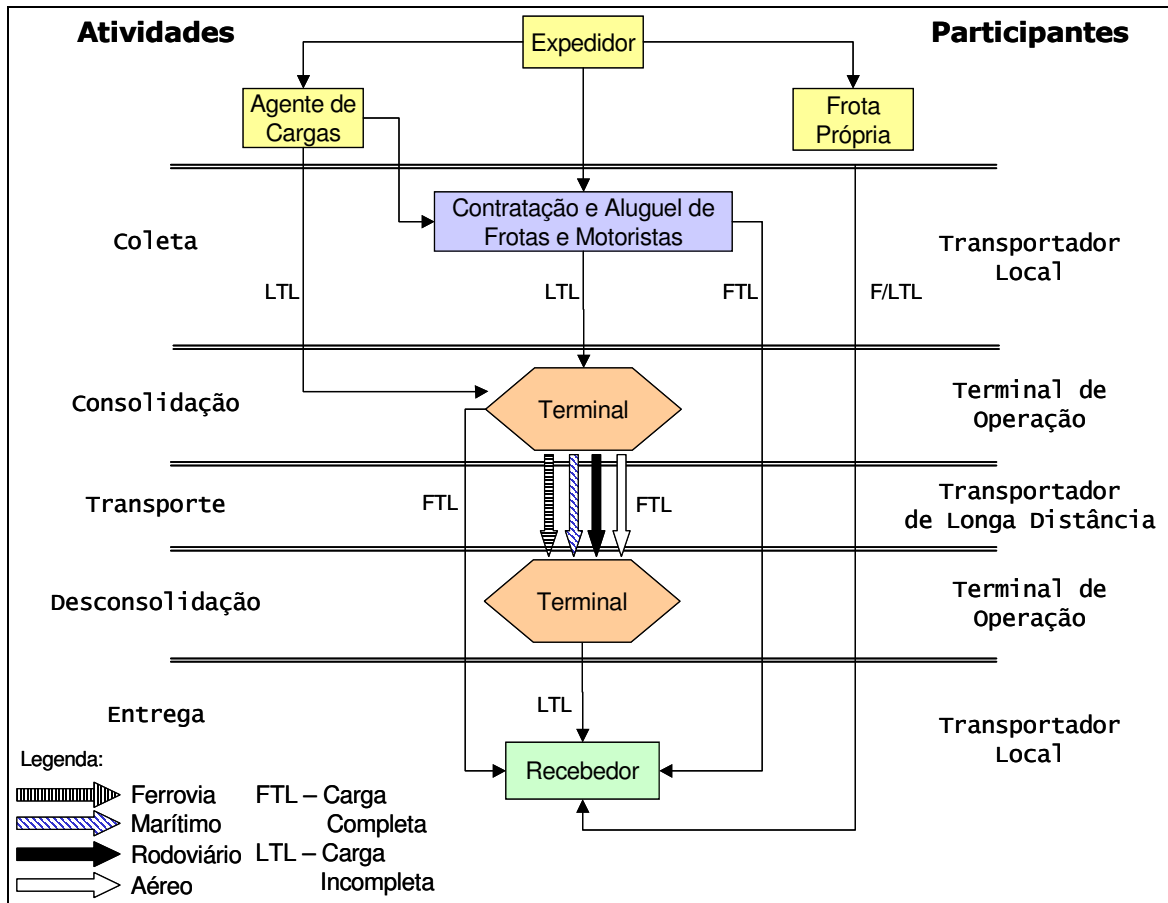 Atividades
Expedidor
Participantes
Agente de
Cargas
Frota
Própria
Contratação e Aluguel de
Frotas e Motoristas
Coleta
Transportador
Local
LTL
LTL
FTL
F/LTL
Consolidação
Terminal
Terminal de
Operação
Transporte
FTL
FTL
Transportador
de Longa Distância
Desconsolidação
Terminal
Terminal de
Operação
Entrega
LTL
Transportador
Local
Recebedor
Legenda:
Ferrovia
Marítimo
Rodoviário
Aéreo
FTL – Carga
Completa
LTL – Carga
Incompleta